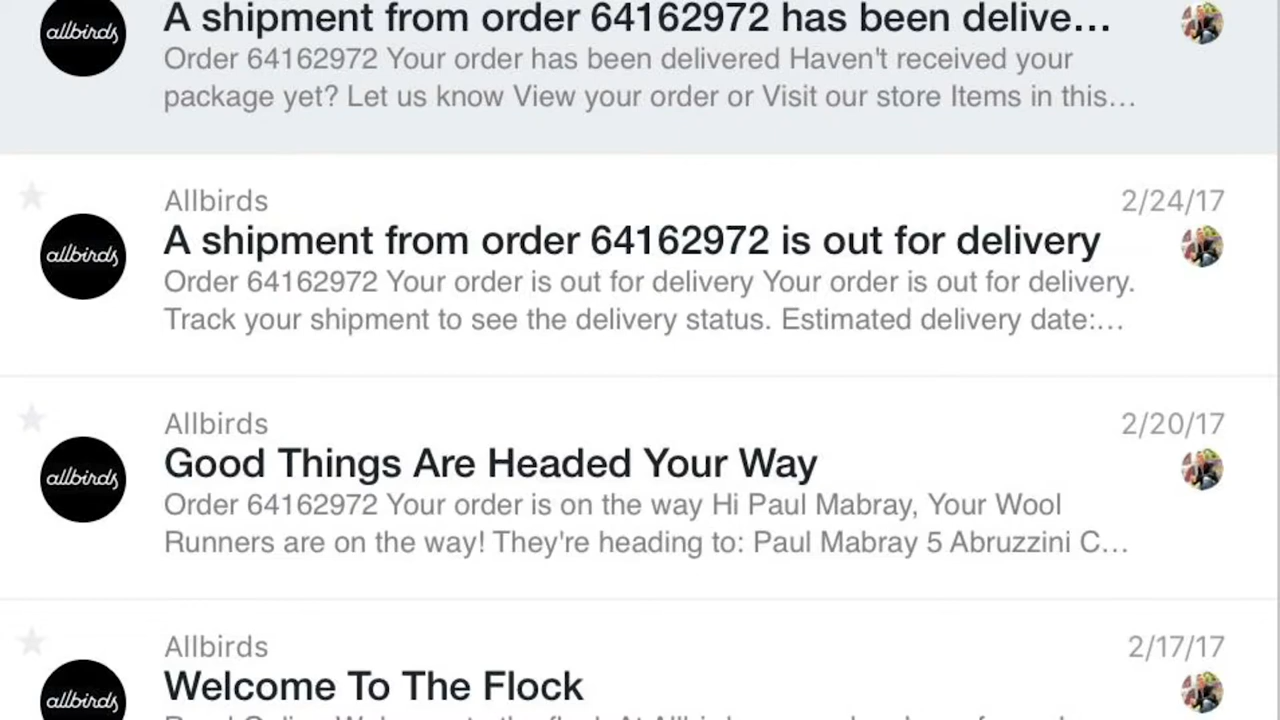 allbirds
A shipment from order 64162972 has been delive...
Order 64162972 Your order has been delivered Haven't received your
package yet? Let us know View your order or Visit our store Items in this...
Allbirds
2/24/17
allbirds
A shipment from order 64162972 is out for delivery
Order 64162972 Your order is out for delivery Your order is out for delivery.
Track your shipment to see the delivery status. Estimated delivery date:...
Allbirds
2/20/17
allbirds
Good Things Are Headed Your Way
Order 64162972 Your order is on the way Hi Paul Mabray, Your Wool
Runners are on the way! They're heading to: Paul Mabray 5 Abruzzini C...
Allbirds
2/17/17
allbirds
Welcome To The Flock